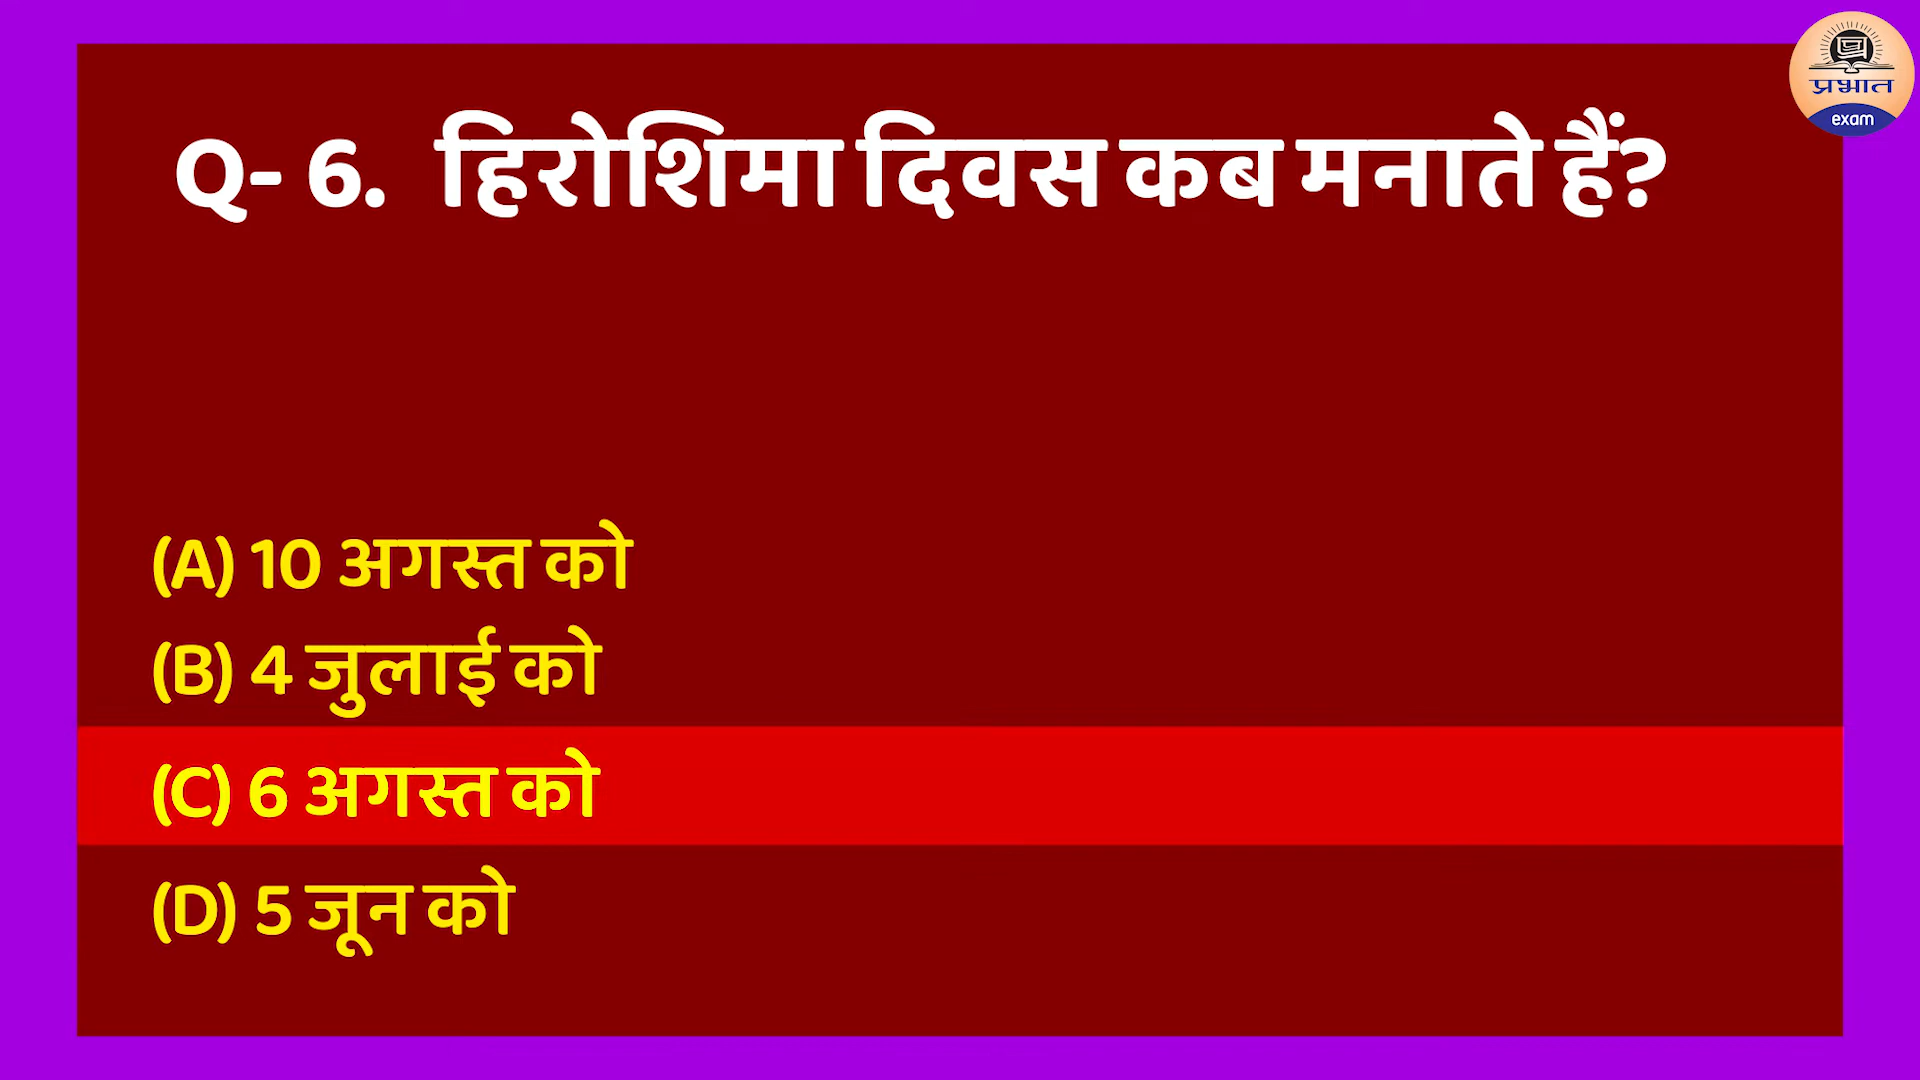 प्रभात
exam
Q- 6. हिरोशिमा दिवस कब मनाते हैं?
(A) 10 अगस्त को
(B) 4 जुलाई को
(C) 6 अगस्त को
(D) 5 जून को